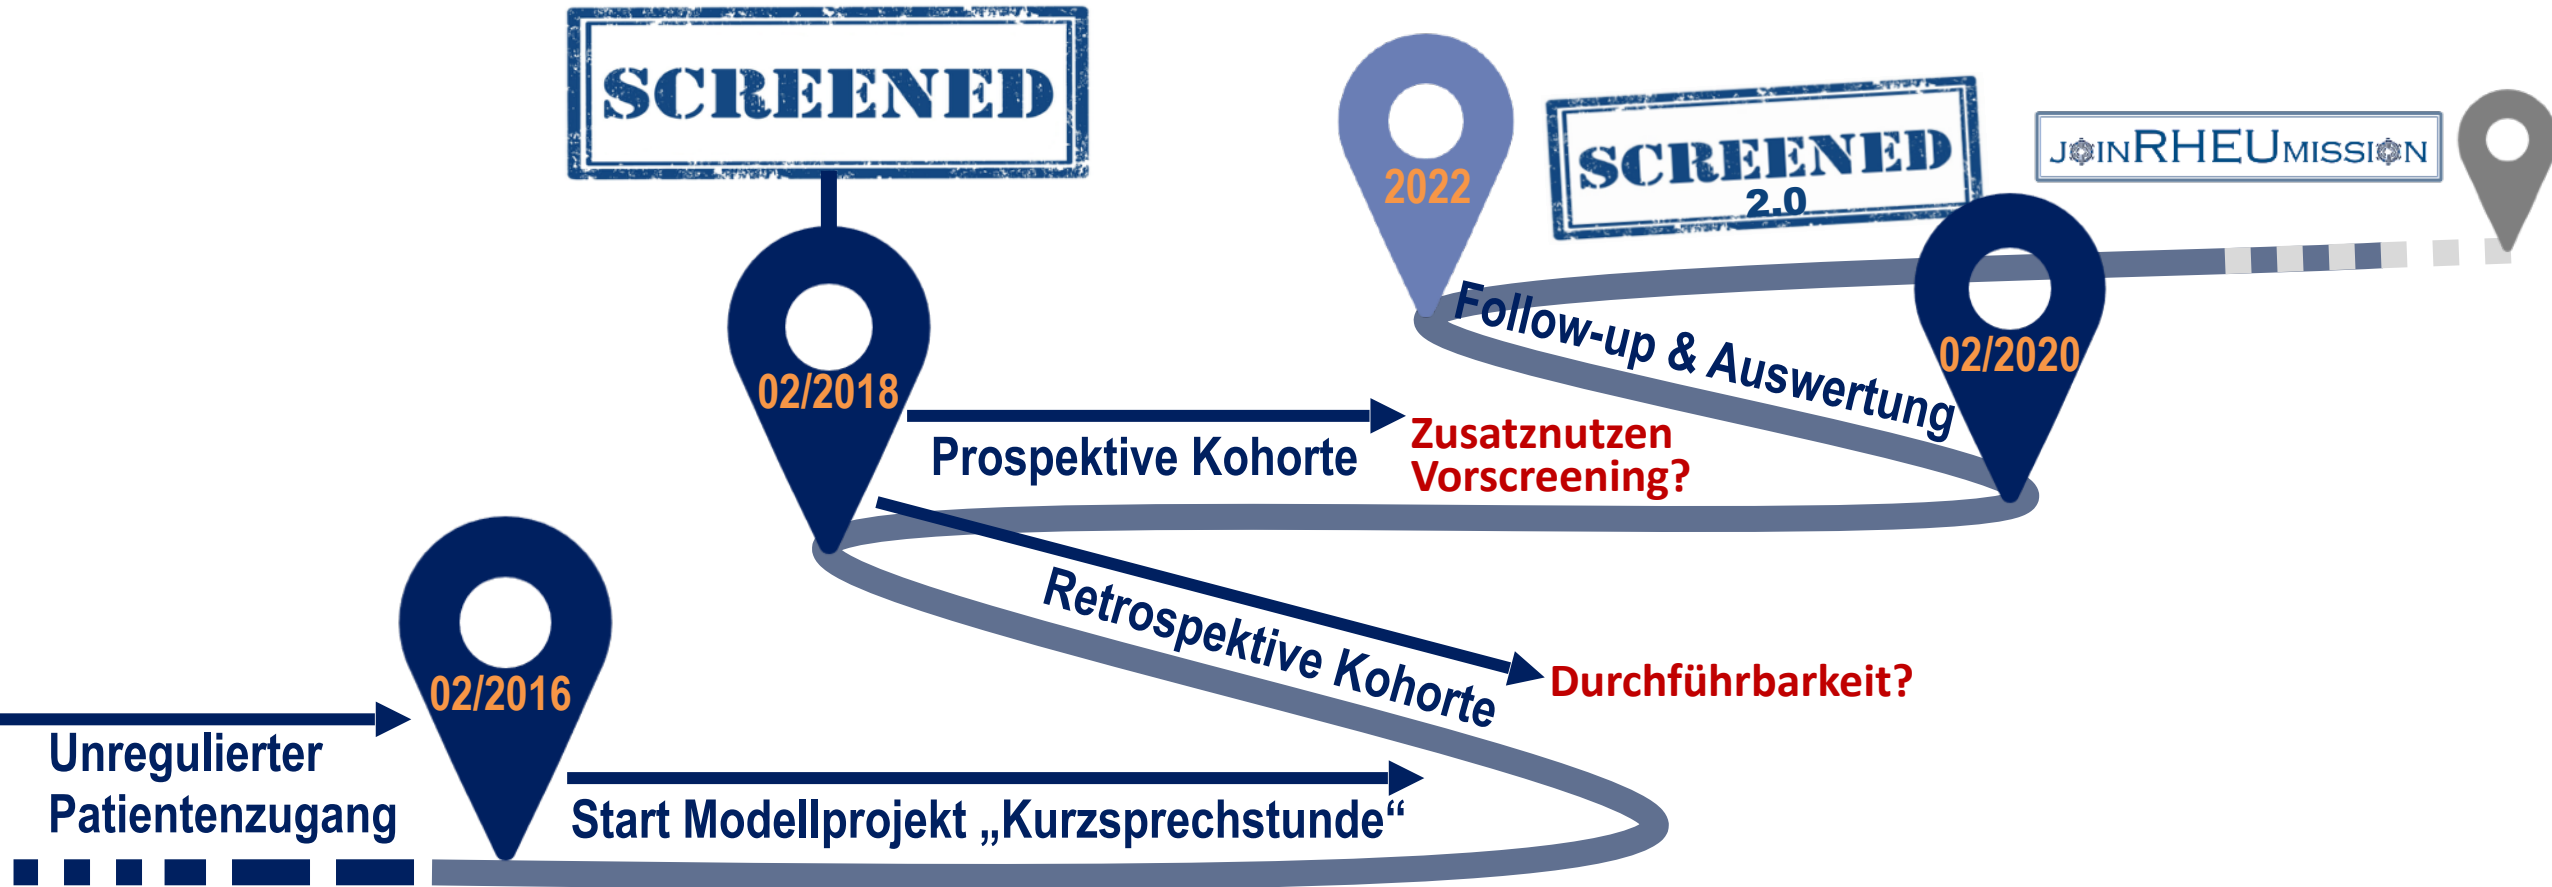 SCREENED
2022
SCREENED
2.0
JOINRHEUMISSION
02/2018
02/2020
Follow-up & Auswertung
Prospektive Kohorte
Zusatznutzen
Vorscreening?
Retrospektive Kohorte
Durchführbarkeit?
02/2016
Unregulierter
Patientenzugang
Start Modellprojekt „Kurzsprechstunde“